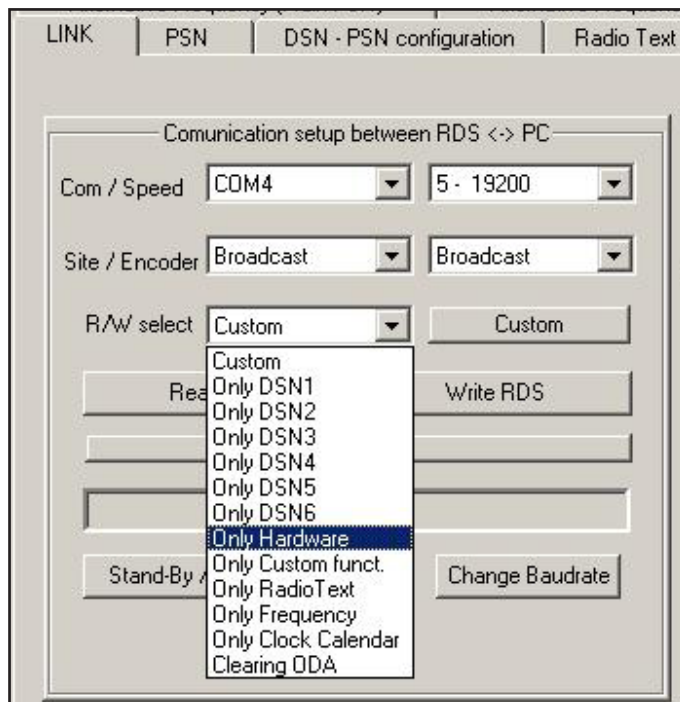 LINK PSN DSN - PSN configuration Radio Text
Comunication setup between RDS <-> PC
Com / Speed COM4 5 - 19200
Site / Encoder Broadcast Broadcast
R/W select Custom Custom
Custom
Only DSN1
Only DSN2
Only DSN3
Only DSN4
Only DSN5
Only DSN6
Only Hardware
Only Custom funct.
Only RadioText
Only Frequency
Only Clock Calendar
Clearing ODA
Write RDS
Stand-By Change Baudrate